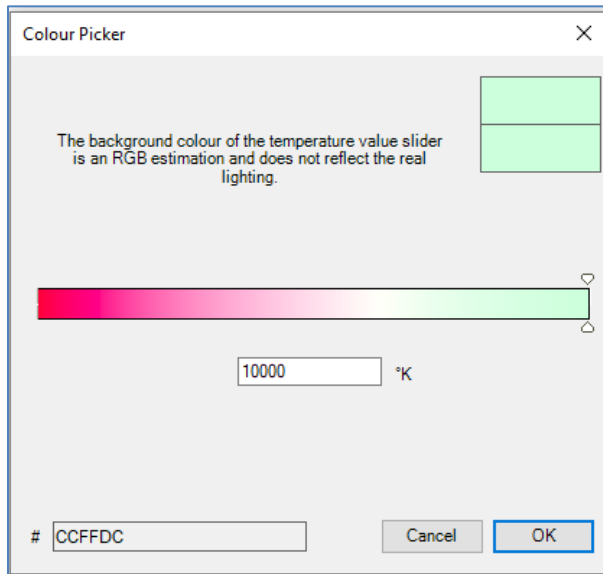 Colour Picker
The background colour of the temperature value slider
is an RGB estimation and does not reflect the real
lighting.
10000 °K
# CCFFDC Cancel OK